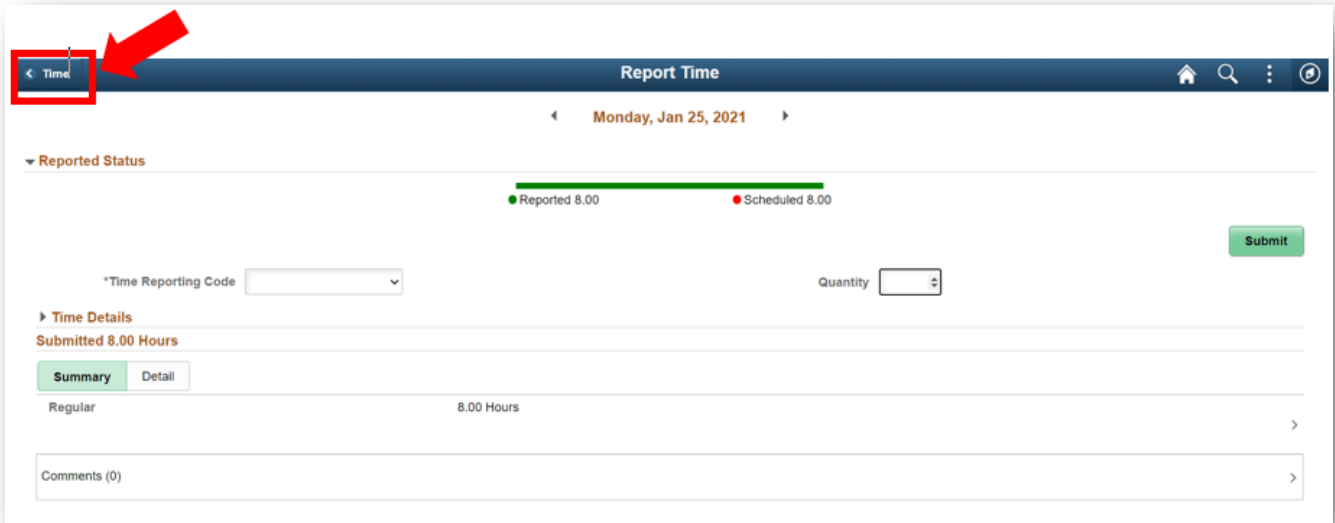 Time
Report Time
Monday, Jan 25, 2021
Reported Status
Reported 8.00
Scheduled 8.00
Submit
*Time Reporting Code
Quantity
Time Details
Submitted 8.00 Hours
Summary Detail
Regular 8.00 Hours
Comments (0)